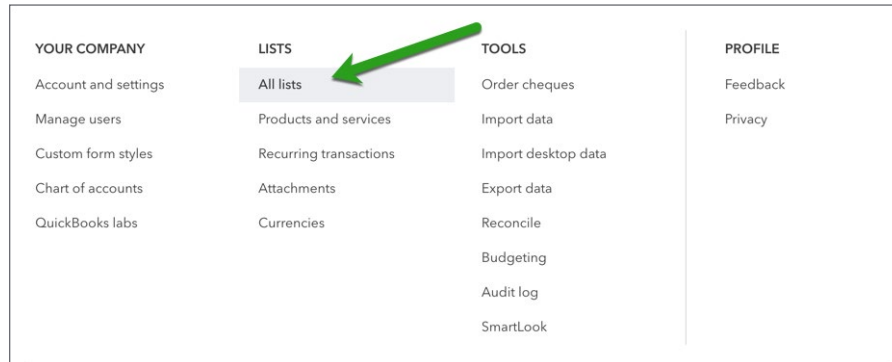 YOUR COMPANY
Account and settings
Manage users
Custom form styles
Chart of accounts
QuickBooks labs
LISTS
All lists
Products and services
Recurring transactions
Attachments
Currencies
TOOLS
Order cheques
Import data
Import desktop data
Export data
Reconcile
Budgeting
Audit log
SmartLook
PROFILE
Feedback
Privacy